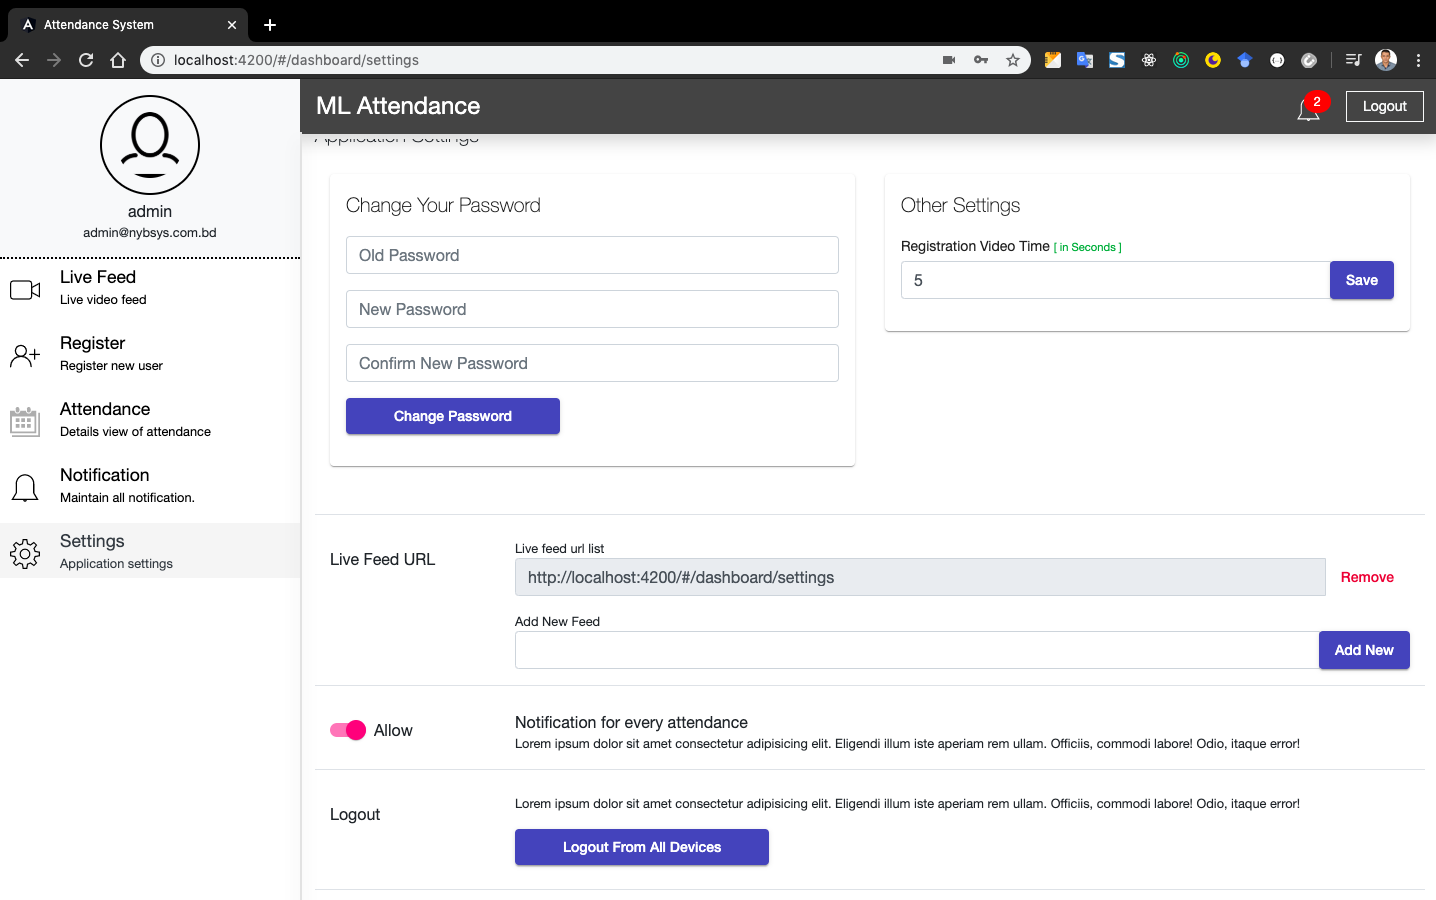 Attendance System
localhost:4200/#/dashboard/settings
ML Attendance
2
Logout
admin
admin@nybsys.com.bd
Live Feed
Live video feed
Register
Register new user
Attendance
Details view of attendance
Notification
Maintain all notification.
Settings
Application settings
Application Settings
Change Your Password
Old Password
New Password
Confirm New Password
Change Password
Other Settings
Registration Video Time [ in Seconds ]
5
Save
Live Feed URL
Live feed url list
http://localhost:4200/#/dashboard/settings
Remove
Add New Feed
Add New
Allow
Notification for every attendance
Lorem ipsum dolor sit amet consectetur adipisicing elit. Eligendi illum iste aperiam rem ullam. Officiis, commodi labore! Odio, itaque error!
Logout
Lorem ipsum dolor sit amet consectetur adipisicing elit. Eligendi illum iste aperiam rem ullam. Officiis, commodi labore! Odio, itaque error!
Logout From All Devices